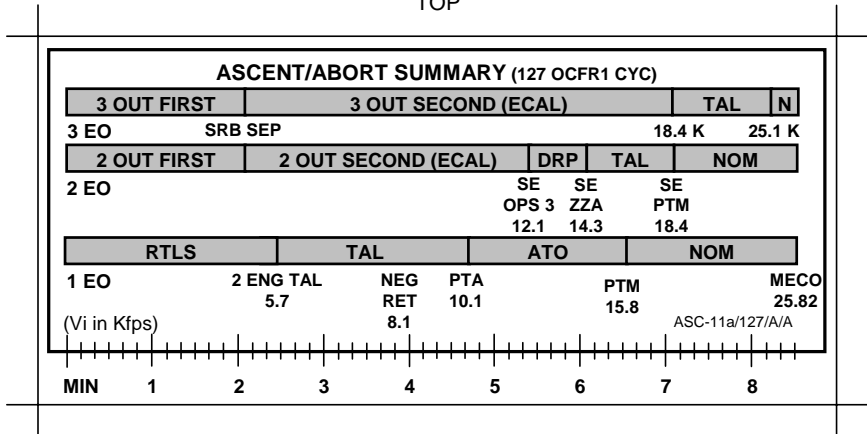 TOP
ASCENT/ABORT SUMMARY (127 OCFR1 CYC)
3 OUT FIRST 3 OUT SECOND (ECAL) TAL N
3 EO SRB SEP 18.4 K 25.1 K
2 OUT FIRST 2 OUT SECOND (ECAL) DRP TAL NOM
2 EO SE SE SE
OPS 3 ZZA PTM
12.1 14.3 18.4
RTLS TAL ATO NOM
1 EO 2 ENG TAL NEG PTA PTM MECO
5.7 RET 10.1 15.8 25.82
(Vi in Kfps) 8.1 ASC-11a/127/A/A
MIN 1 2 3 4 5 6 7 8